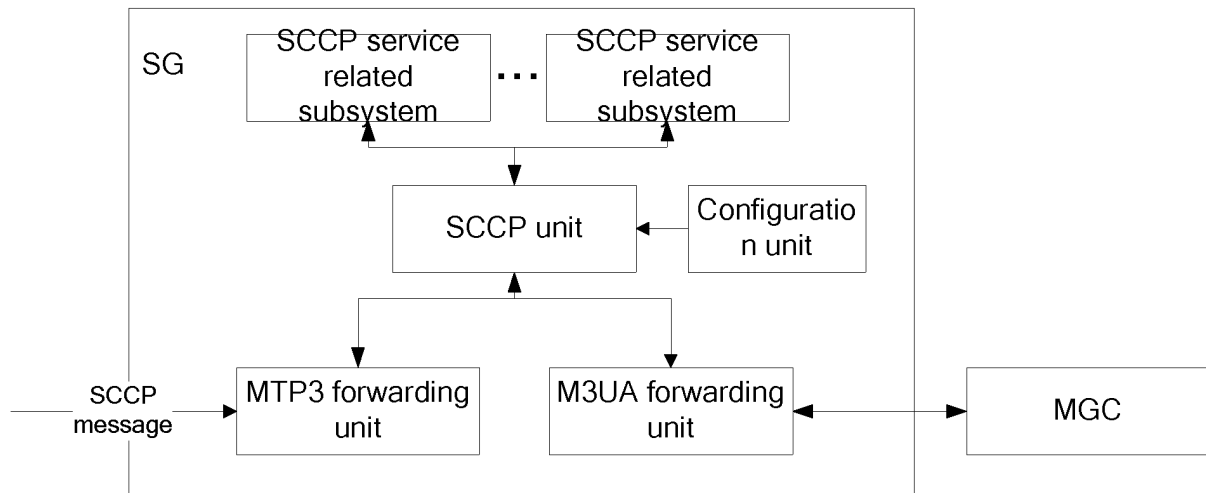 SG
SCCP service
related
subsystem
...
SCCP service
related
subsystem
SCCP unit
Configuratio
n unit
SCCP
message
MTP3 forwarding
unit
M3UA forwarding
unit
MGC